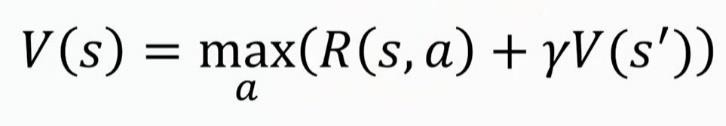 V(s) = max(R(s, a) + γV(s′))
a